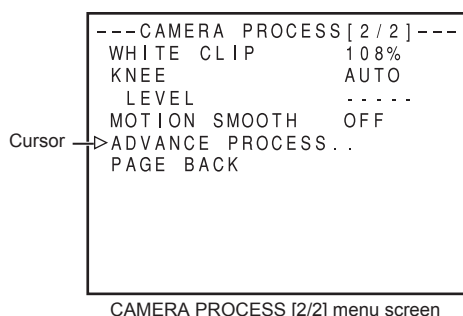 ---CAMERA PROCESS[2/2]---
WHITE CLIP 108%
KNEE AUTO
LEVEL -----
MOTION SMOOTH OFF
Cursor ▷ADVANCE PROCESS..
PAGE BACK
CAMERA PROCESS [2/2] menu screen